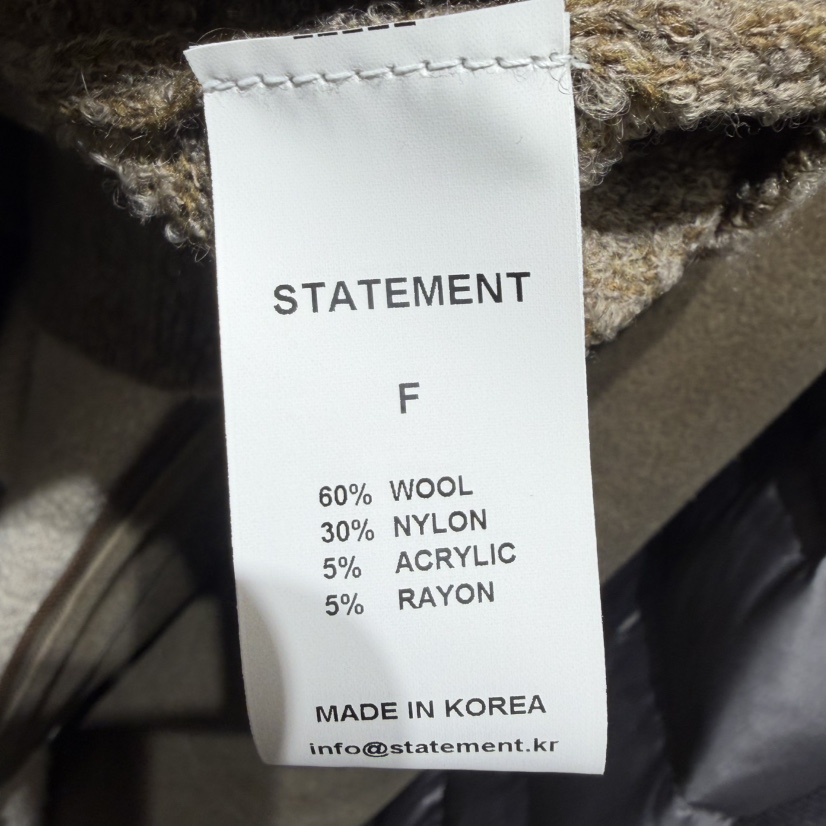 STATEMENT
F
60% WOOL
30% NYLON
5% ACRYLIC
5% RAYON
MADE IN KOREA
info@statement.kr